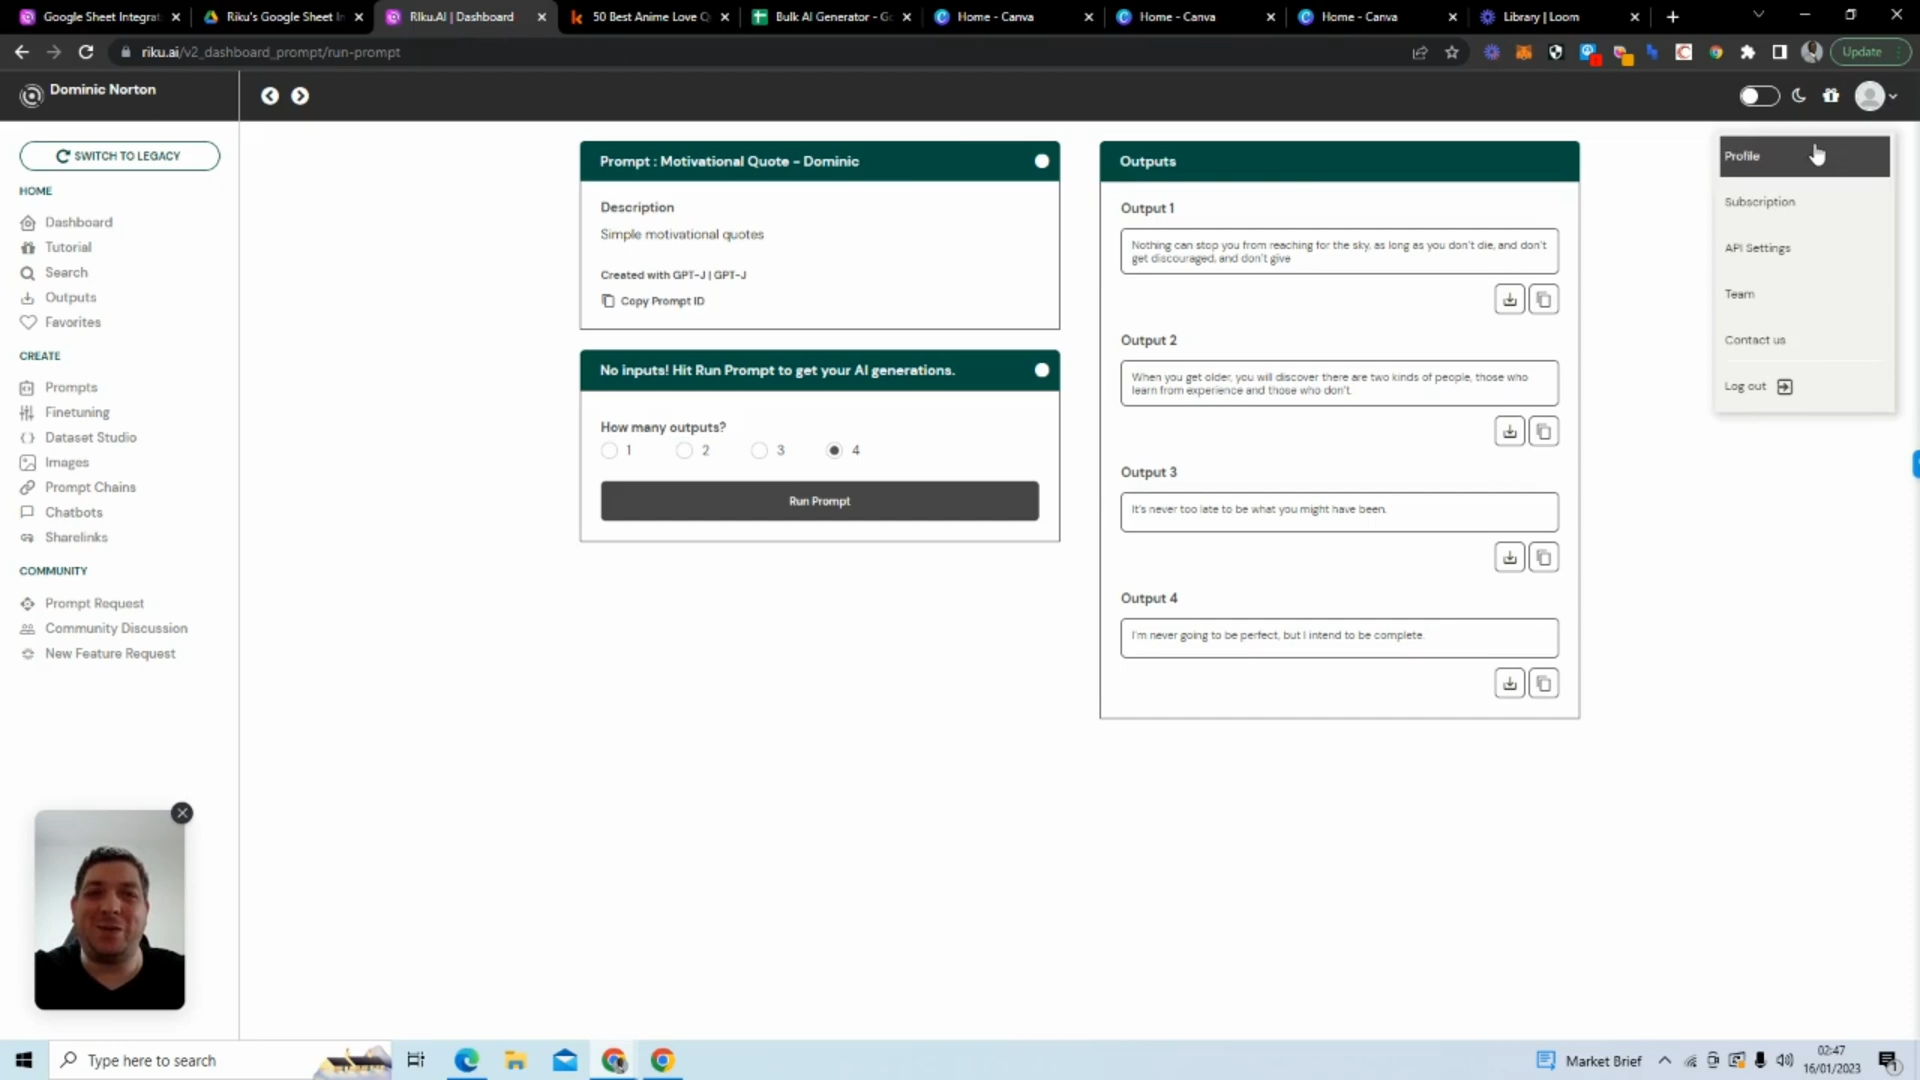 Google Sheet Integrat
Riku's Google Sheet In
RIku.AI | Dashboard
50 Best Anime Love Q
Bulk AI Generator - Go
Home - Canva
Home - Canva
Home - Canva
Library | Loom
riku.ai/v2_dashboard_prompt/run-prompt
Update
Dominic Norton
SWITCH TO LEGACY
HOME
Dashboard
Tutorial
Search
Outputs
Favorites
CREATE
Prompts
Finetuning
Dataset Studio
Images
Prompt Chains
Chatbots
Sharelinks
COMMUNITY
Prompt Request
Community Discussion
New Feature Request
Prompt : Motivational Quote - Dominic
Description
Simple motivational quotes
Created with GPT-J | GPT-J
Copy Prompt ID
No inputs! Hit Run Prompt to get your AI generations.
How many outputs?
1 2 3 4
Run Prompt
Outputs
Output 1
Nothing can stop you from reaching for the sky, as long as you don't die, and don't
get discouraged, and don't give
Output 2
When you get older, you will discover there are two kinds of people, those who
learn from experience and those who don't.
Output 3
It's never too late to be what you might have been.
Output 4
I'm never going to be perfect, but I intend to be complete.
Profile
Subscription
API Settings
Team
Contact us
Log out
Type here to search
Market Brief
02:47
16/01/2023